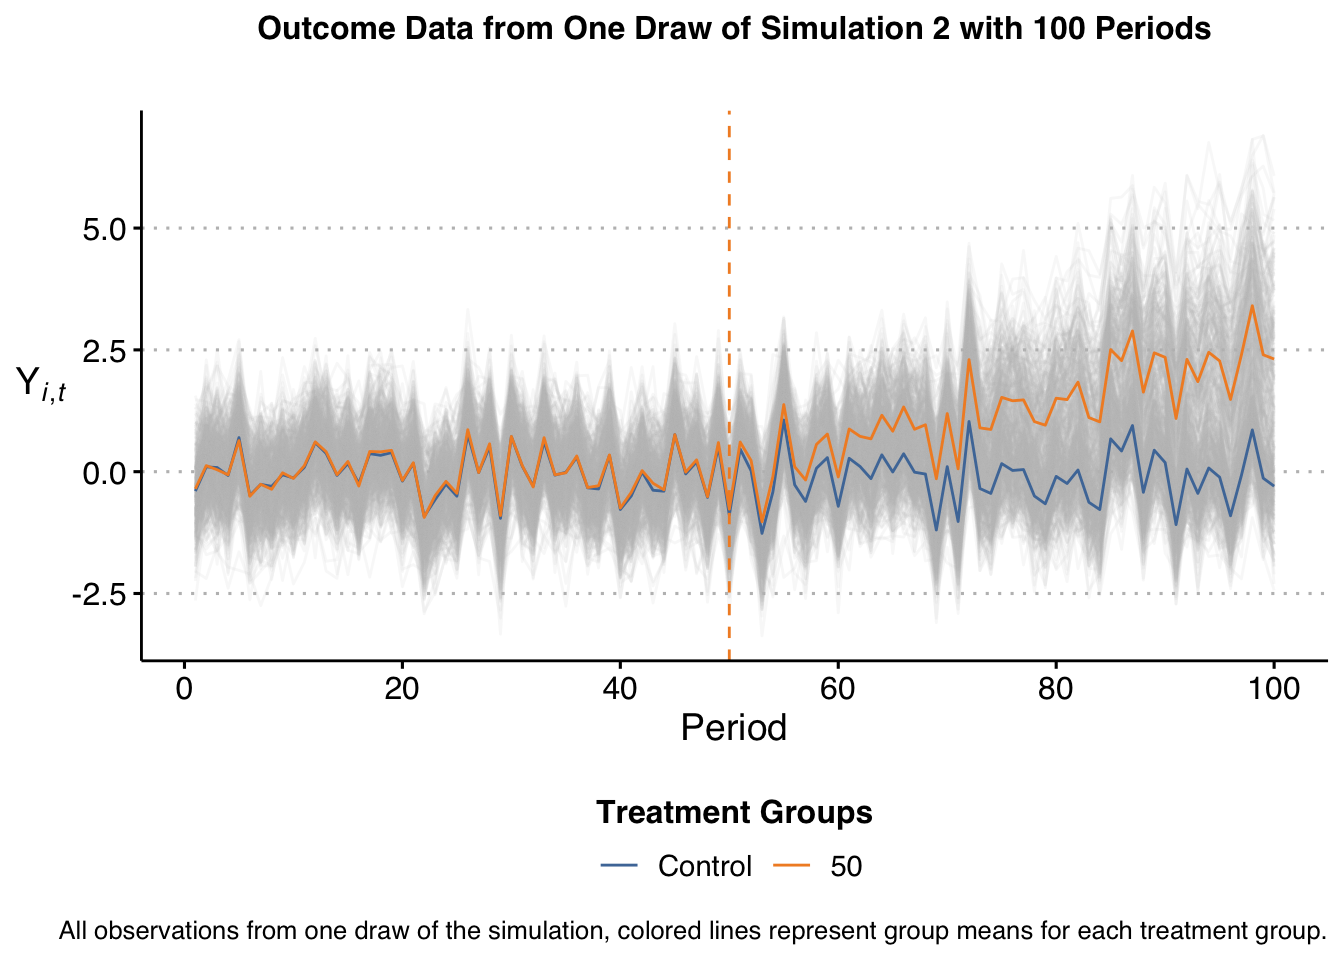 Outcome Data from One Draw of Simulation 2 with 100 Periods
5.0
2.5
0.0
-2.5
Y i,t
0 20 40 60 80 100
Period
Treatment Groups
Control 50
All observations from one draw of the simulation, colored lines represent group means for each treatment group.